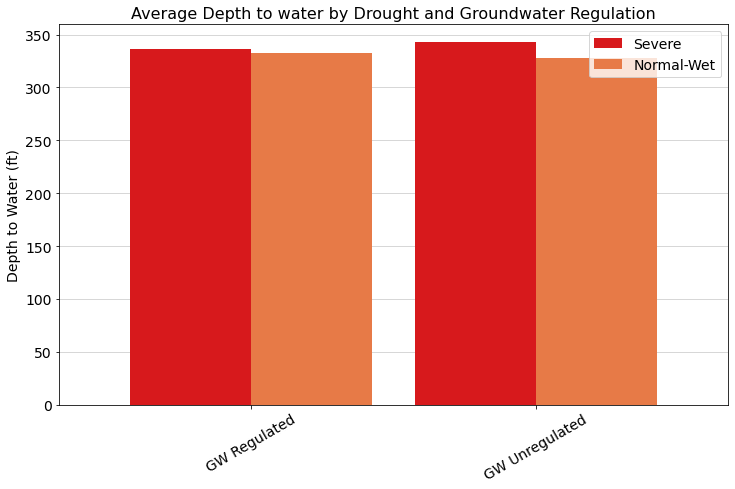 Average Depth to water by Drought and Groundwater Regulation
Severe
Normal-Wet
Depth to Water (ft)
350
300
250
200
150
100
50
0
GW Regulated
GW Unregulated